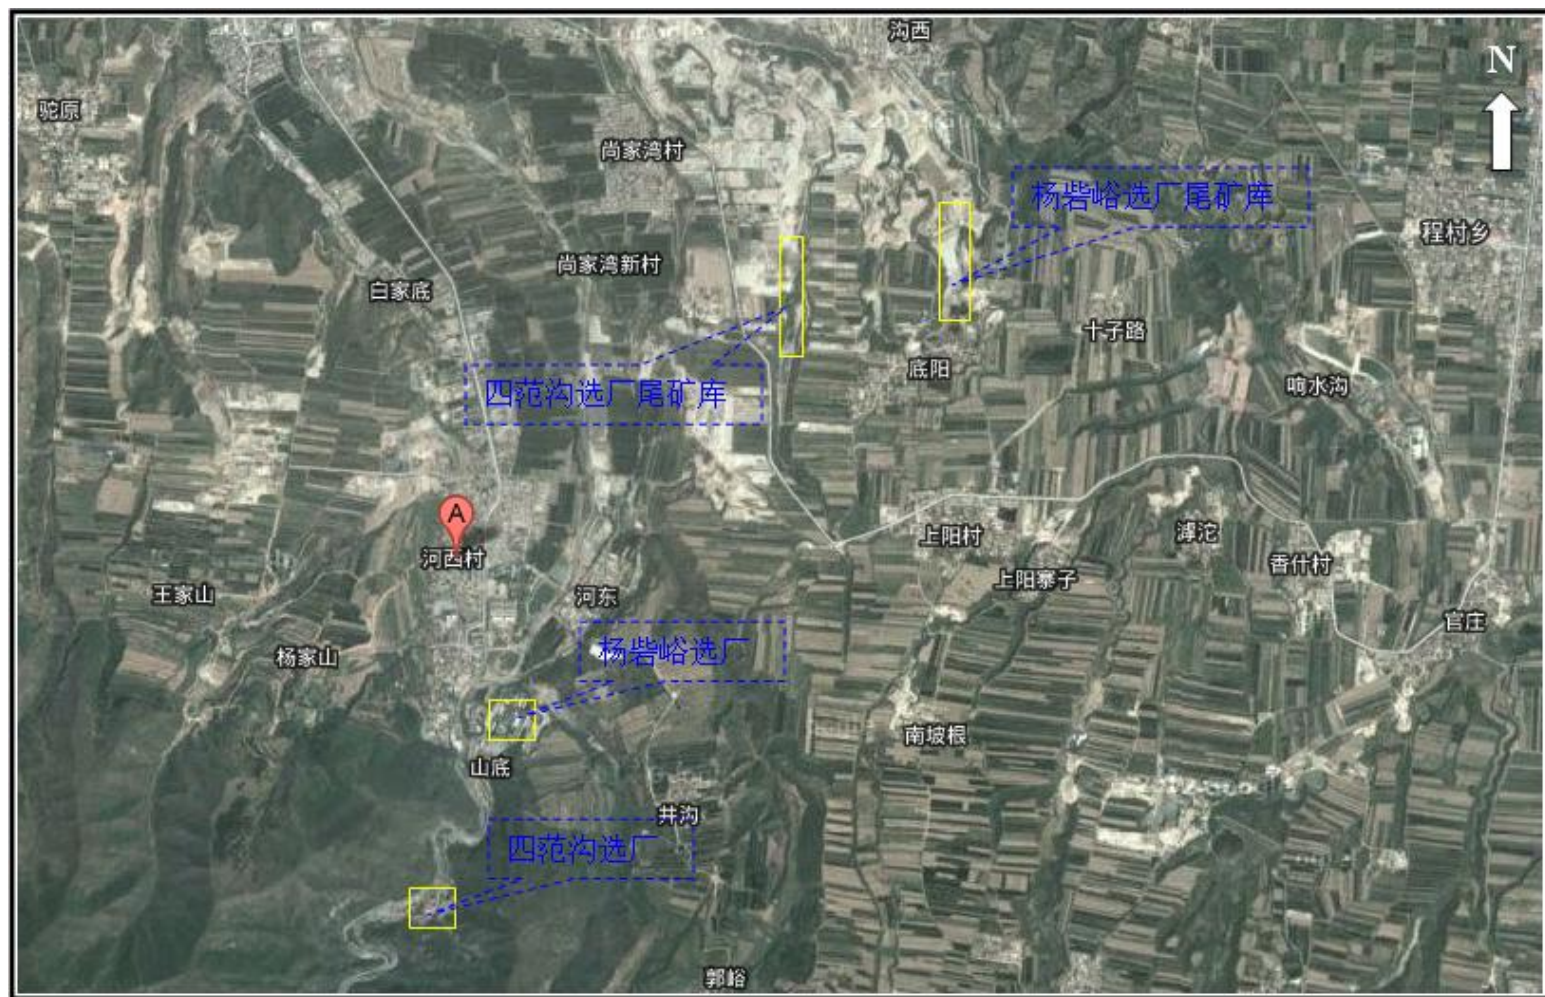 沟西
N
驼原
尚家湾村
杨砦峪选厂尾矿库
程村乡
尚家湾新村
白家底
十子路
底阳
响水沟
四范沟选厂尾矿库
A
上阳村
滹沱
河西村
香什村
上阳寨子
王家山
河东
官庄
杨砦峪选厂
杨家山
南坡根
山底
井沟
四范沟选厂
郭峪